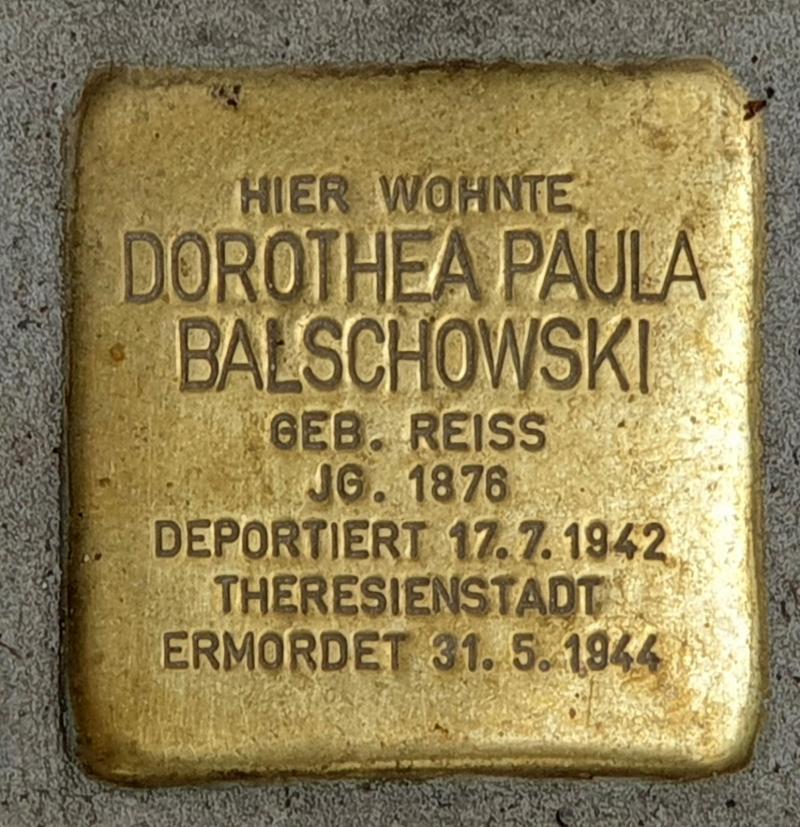 HIER WOHNTE
DOROTHEA PAULA
BALSCHOWSKI
GEB. REISS
JG. 1876
DEPORTIERT 17.7.1942
THERESIENSTADT
ERMORDET 31.5.1944